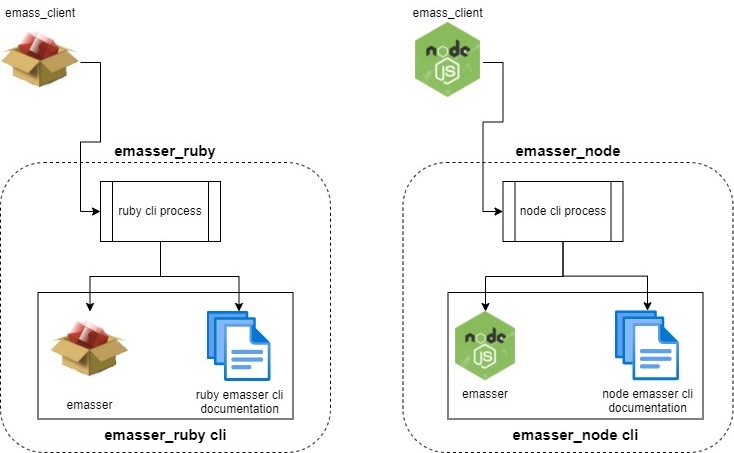 emass_client
emasser_ruby
ruby cli process
emasser
ruby emasser cli
documentation
emasser_ruby cli
emass_client
node
JS
emasser_node
node cli process
node
JS
emasser
node emasser cli
documentation
emasser_node cli